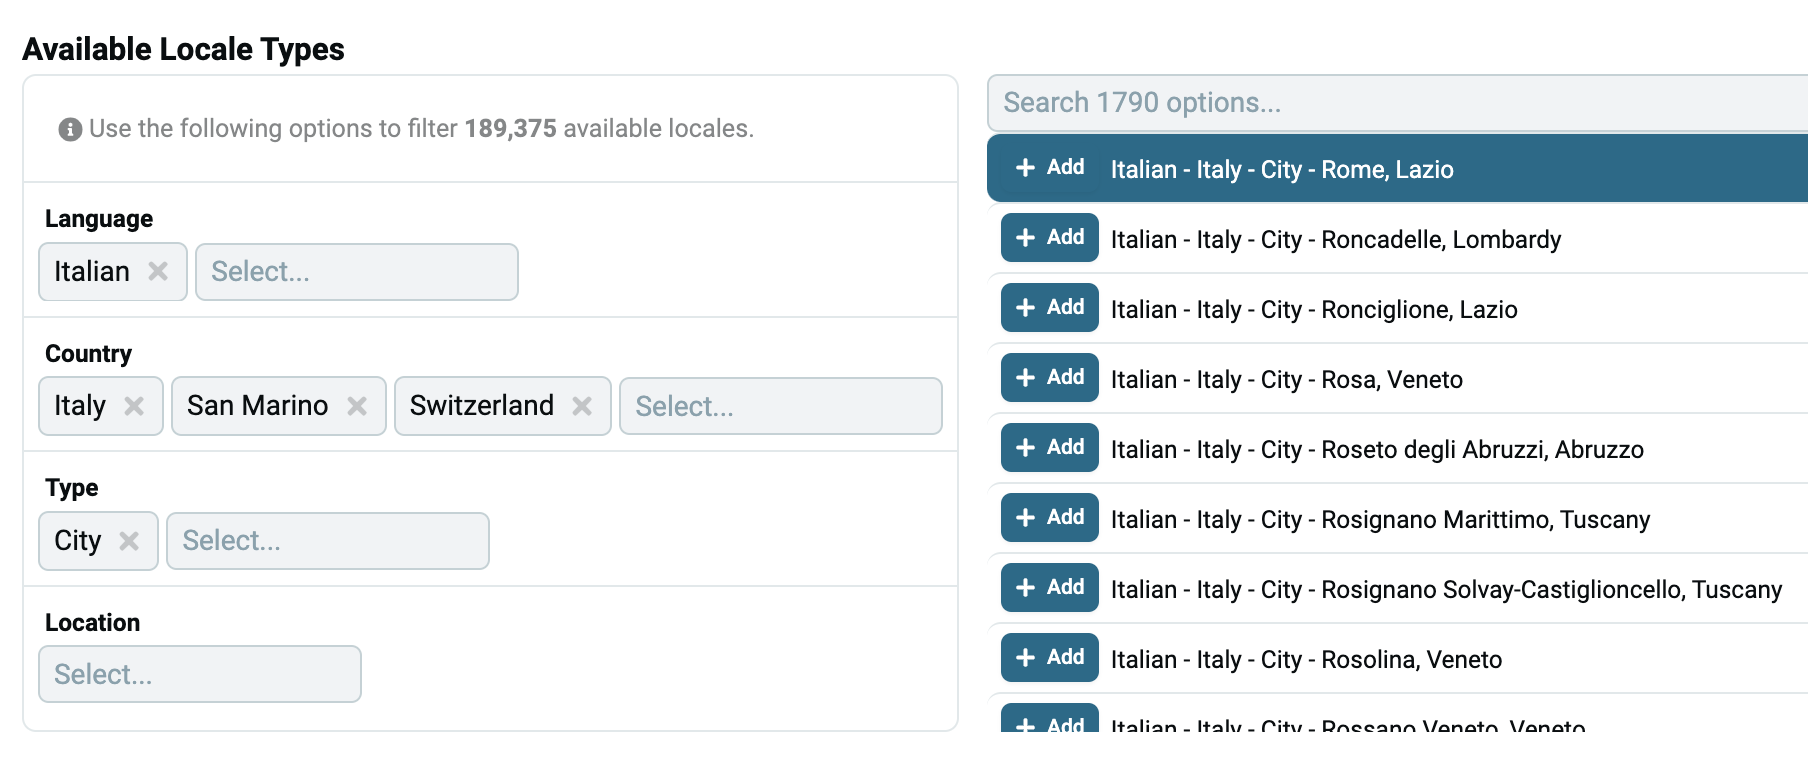 Available Locale Types
Use the following options to filter 189,375 available locales.
Language
Italian
Select...
Country
Italy
San Marino
Switzerland
Select...
Type
City
Select...
Location
Select...
Search 1790 options...
Add Italian - Italy - City - Rome, Lazio
Add Italian - Italy - City - Roncadelle, Lombardy
Add Italian - Italy - City - Ronciglione, Lazio
Add Italian - Italy - City - Rosa, Veneto
Add Italian - Italy - City - Roseto degli Abruzzi, Abruzzo
Add Italian - Italy - City - Rosignano Marittimo, Tuscany
Add Italian - Italy - City - Rosignano Solvay-Castiglioncello, Tuscany
Add Italian - Italy - City - Rosolina, Veneto
Add Italian - Italy - City - Rossano Veneto, Veneto